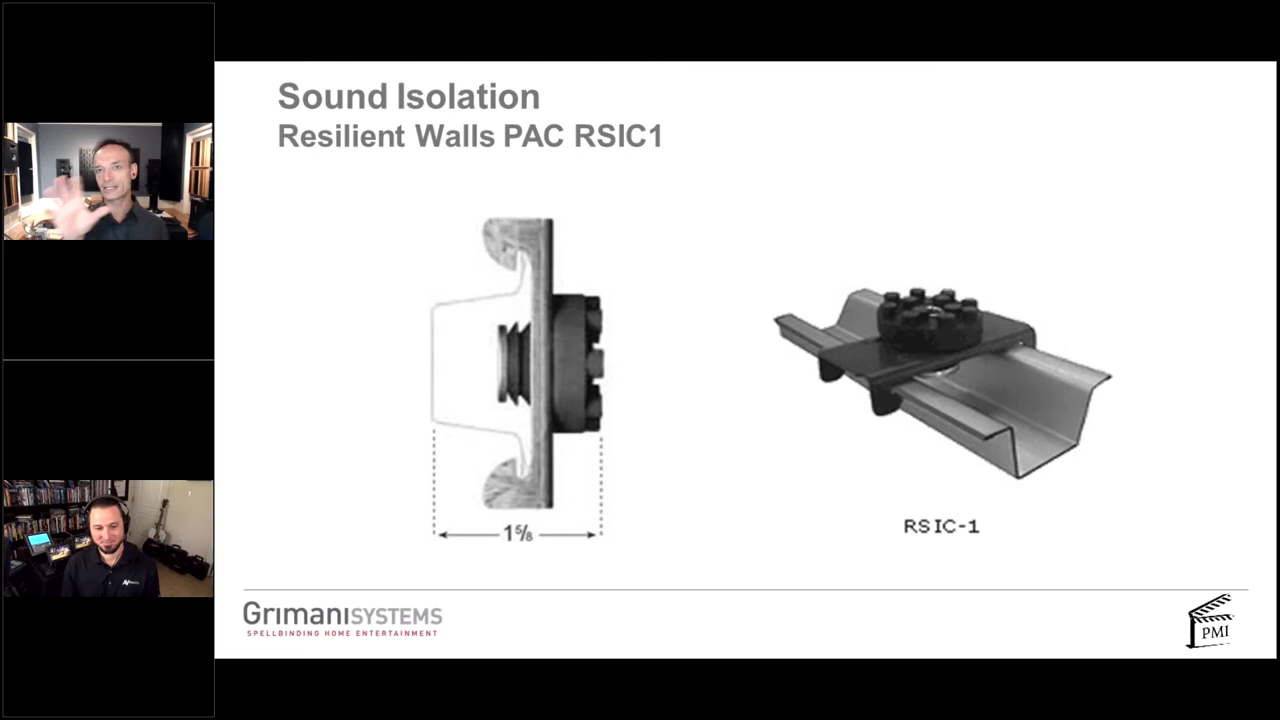 Sound Isolation
Resilient Walls PAC RSIC1
1⅝
RSIC-1
GrimaniSYSTEMS
SPELLBINDING HOME ENTERTAINMENT
PMI